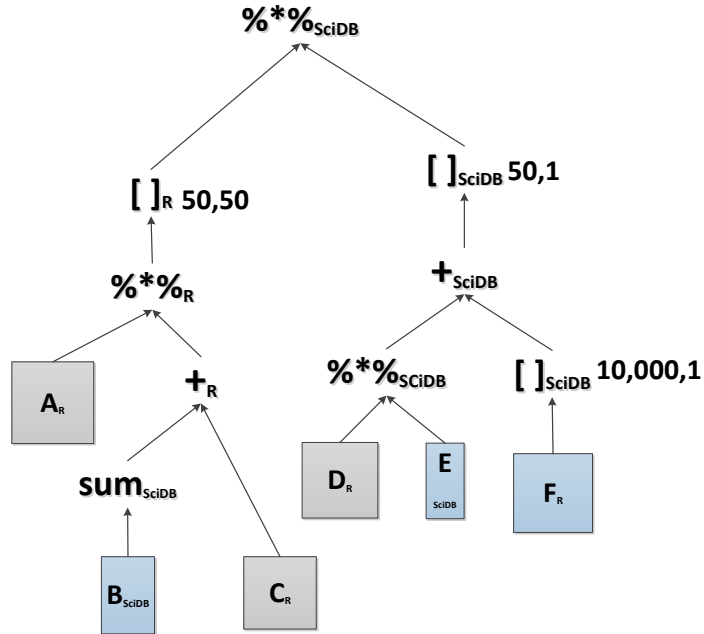 %*%SciDB
[ ]R 50,50
[ ]SciDB 50,1
%*%R
+SciDB
AR
+R
%*%SCiDB
[ ]SciDB 10,000,1
sumSciDB
DR
E
SciDB
FR
BSciDB
CR